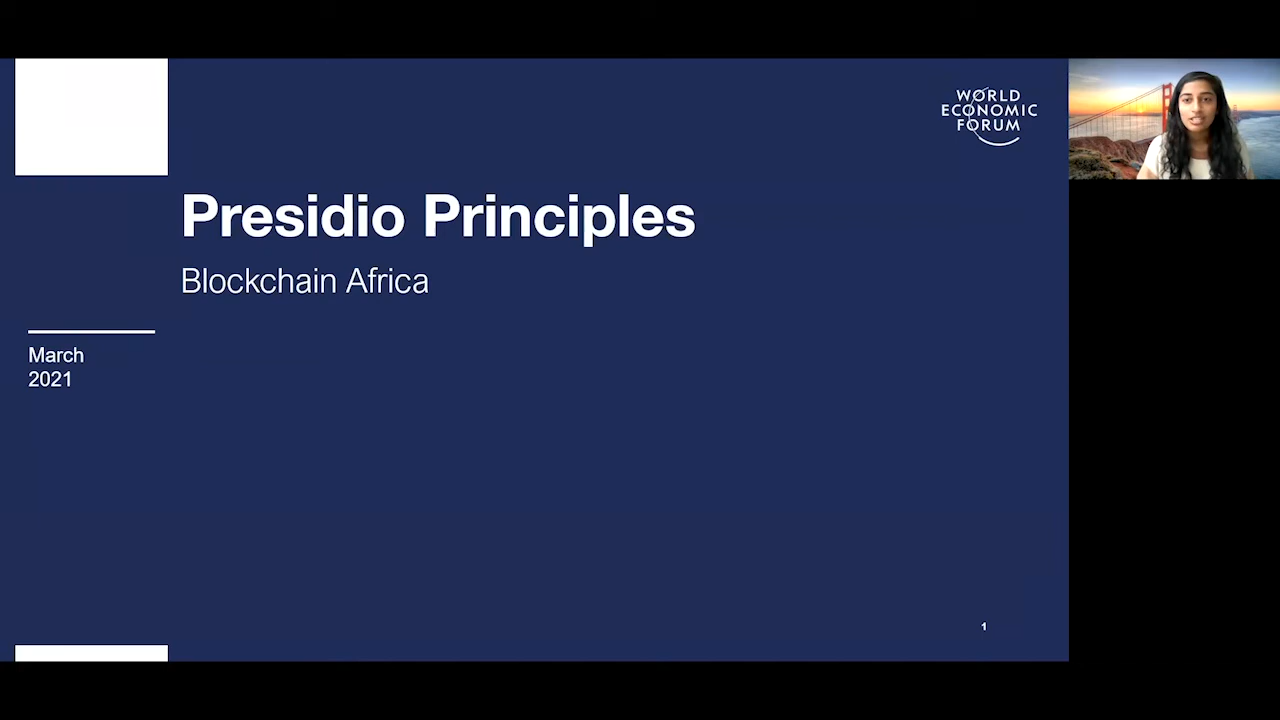 WORLD
ECONOMIC
FORUM
Presidio Principles
Blockchain Africa
March
2021
1